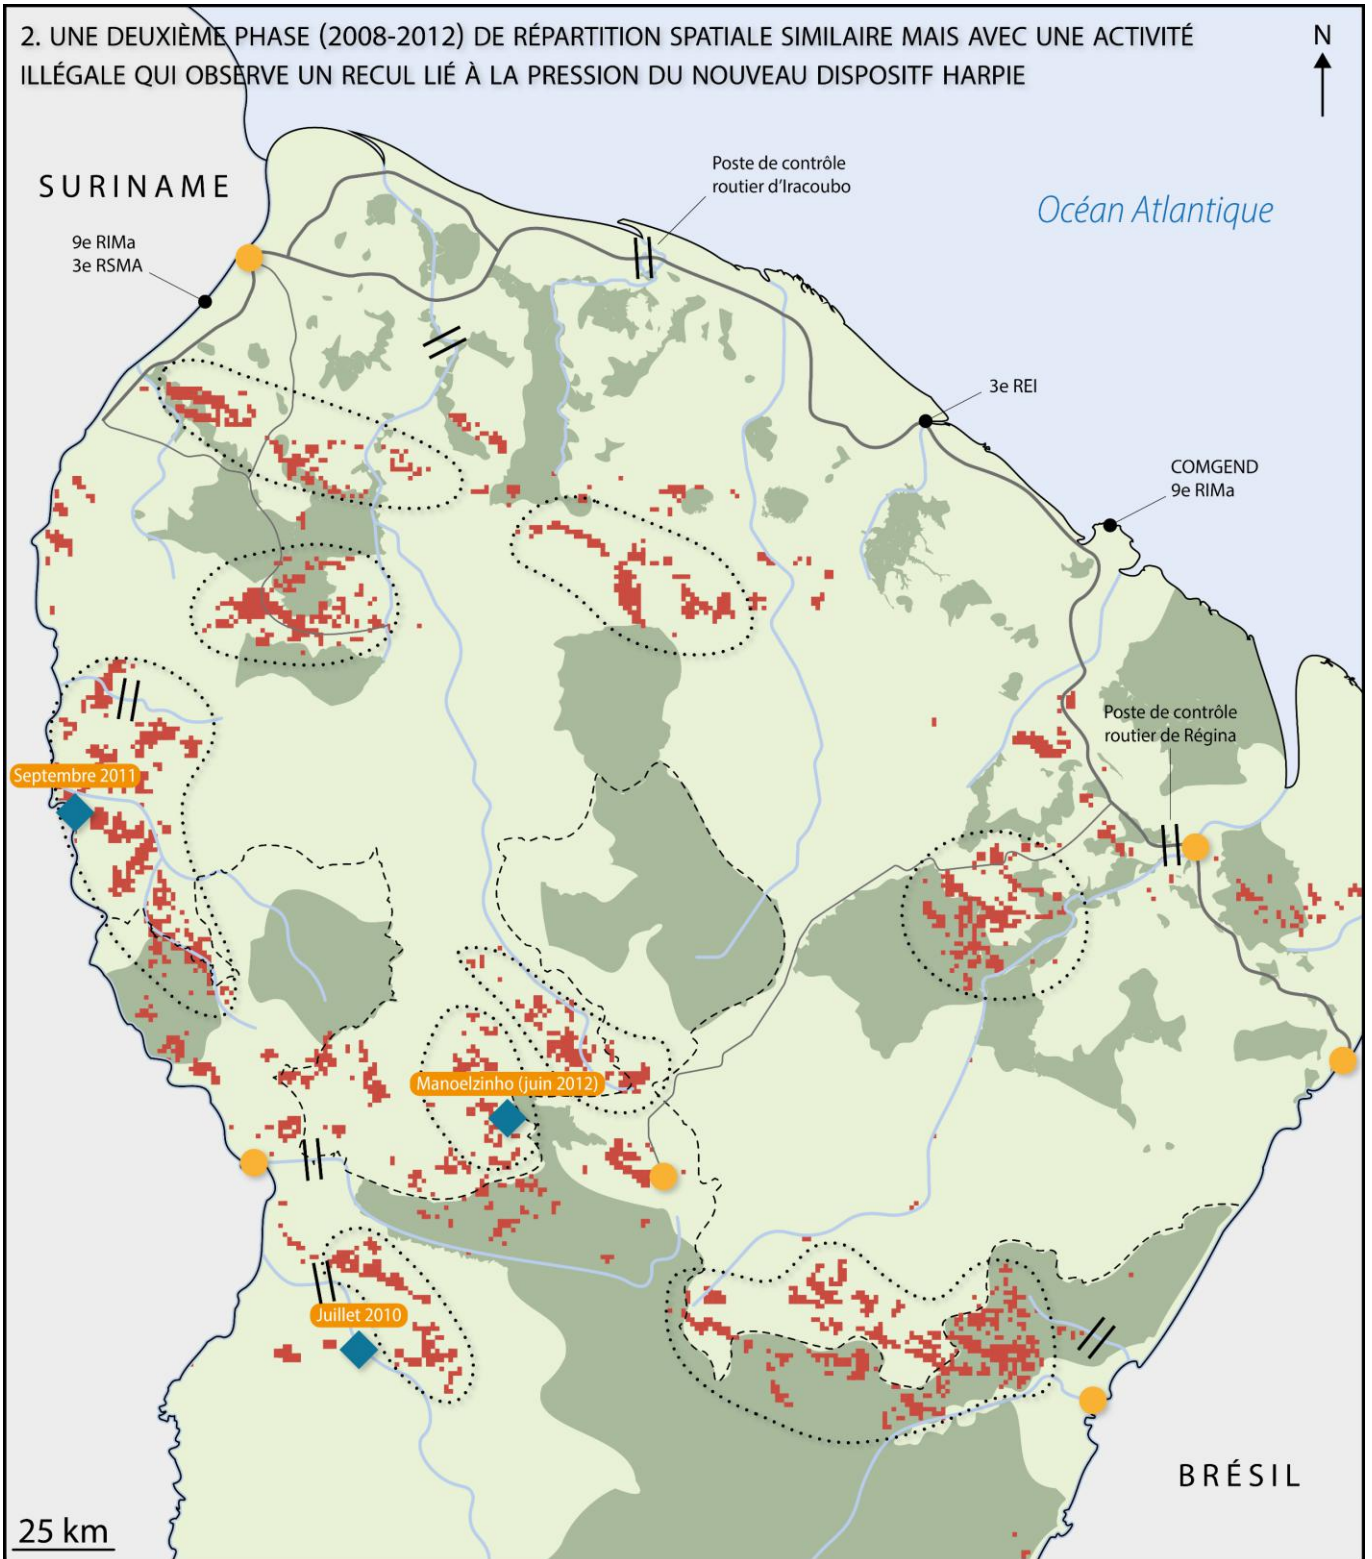 2. UNE DEUXIÈME PHASE (2008-2012) DE RÉPARTITION SPATIALE SIMILAIRE MAIS AVEC UNE ACTIVITÉ
ILLÉGALE QUI OBSERVE UN RECUL LIÉ À LA PRESSION DU NOUVEAU DISPOSITF HARPIE
N
SURINAME
Poste de contrôle
routier d'Iracoubo
Océan Atlantique
9e RIMa
3e RSMA
3e REI
COMGEND
9e RIMa
Poste de contrôle
routier de Régina
Septembre 2011
Manoelzinho (juin 2012)
Juillet 2010
BRÉSIL
25 km